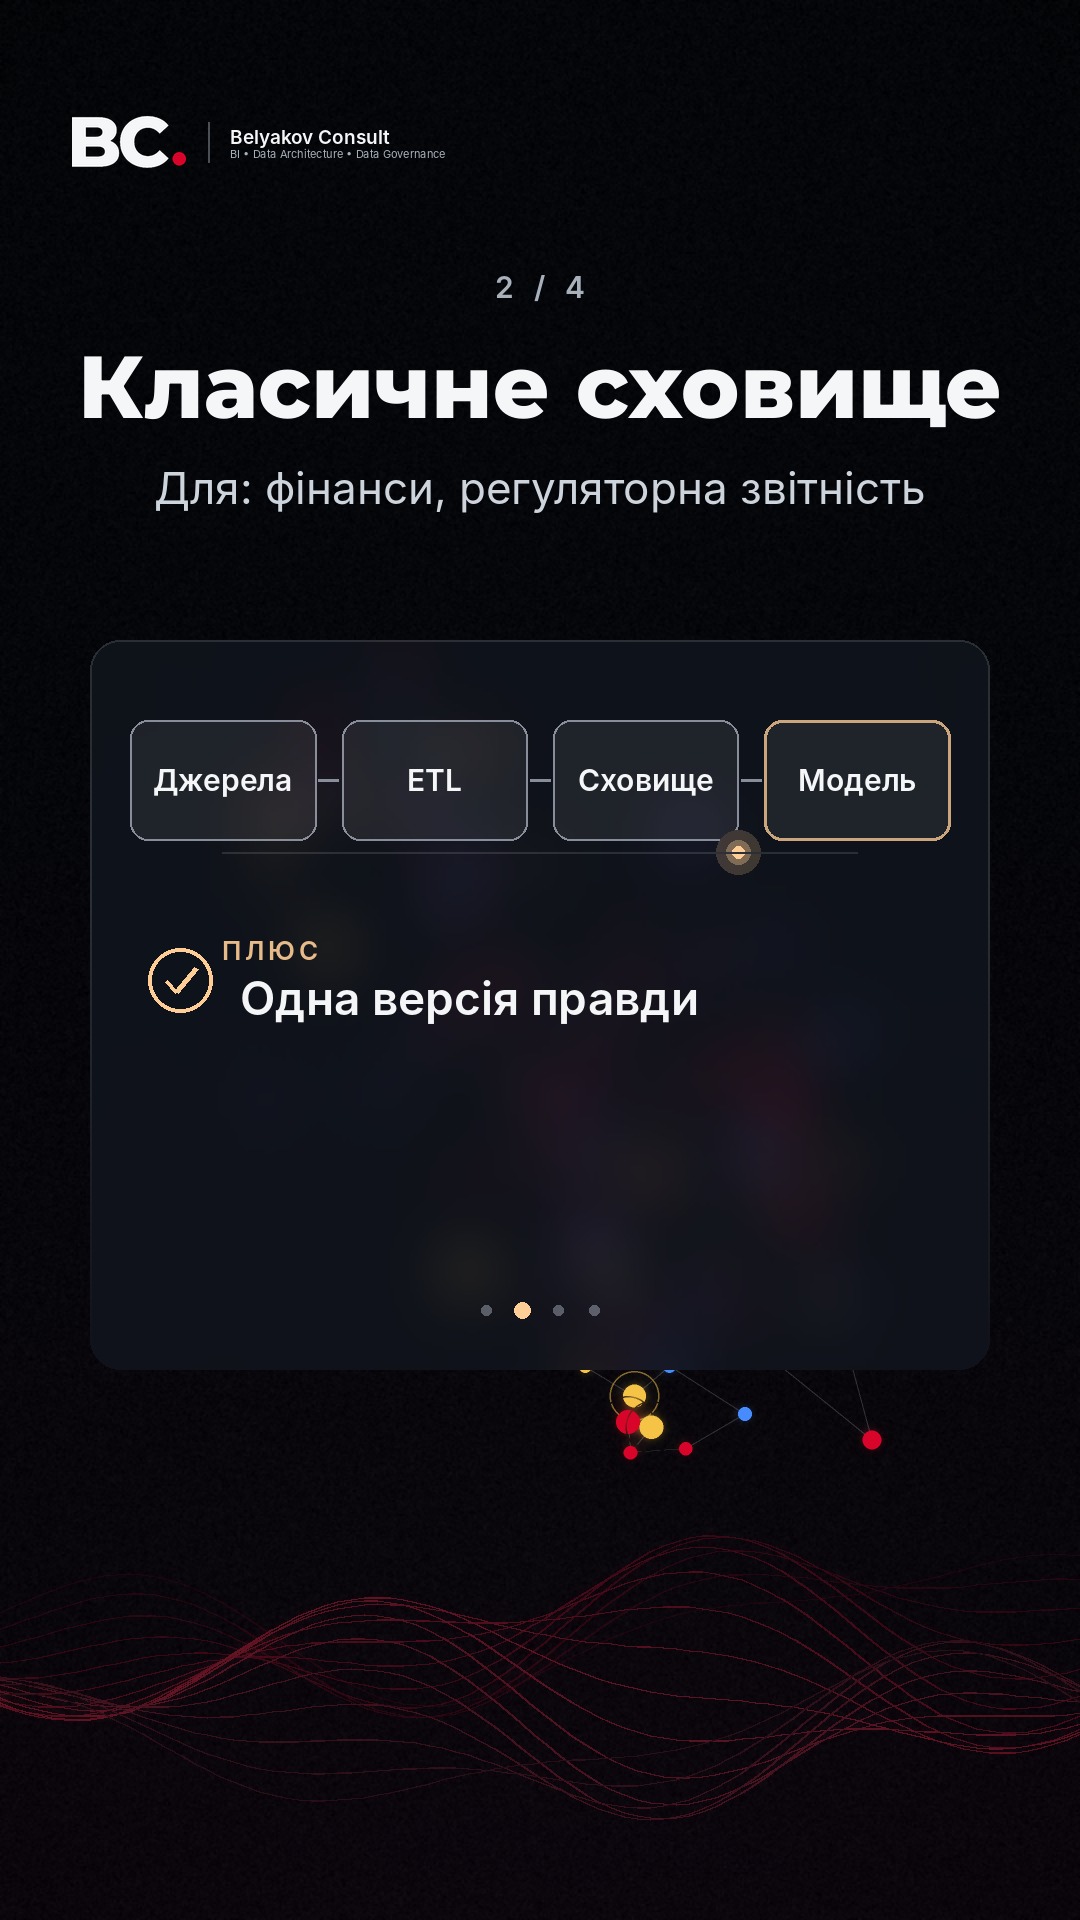 BC.
Belyakov Consult
BI • Data Architecture • Data Governance
2 / 4
Класичне сховище
Для: фінанси, регуляторна звітність
Джерела
ETL
Сховище
Модель
ПЛЮС
Одна версія правди